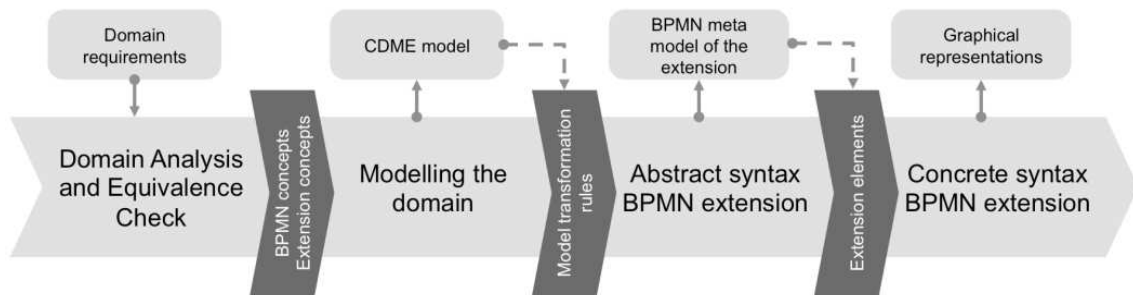 Domain
requirements
CDME model
BPMN meta
model of the
extension
Graphical
representations
Domain Analysis
and Equivalence
Check
BPMN concepts
Extension concepts
Modelling the
domain
Model transformation
rules
Abstract syntax
BPMN extension
Extension elements
Concrete syntax
BPMN extension